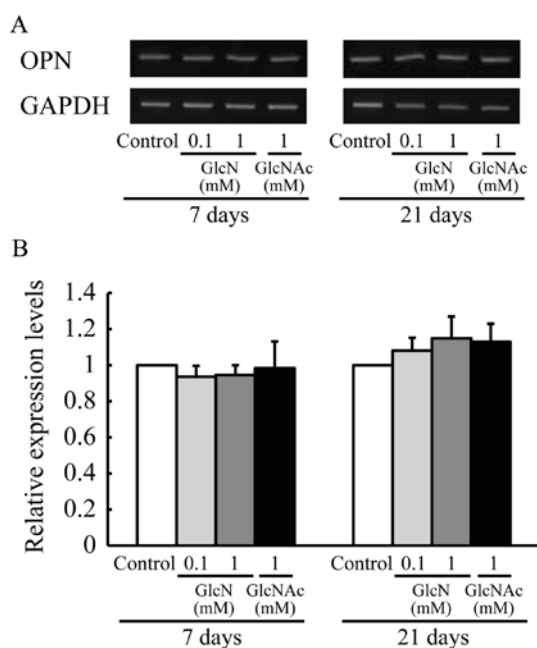 A
OPN
GAPDH
Control 0.1 1 1 Control 0.1 1 1
GlcN GlcNAc GlcN GlcNAc
(mM) (mM) (mM) (mM)
7 days 21 days
B
Relative expression levels
1.4
1.2
1
0.8
0.6
0.4
0.2
0
Control 0.1 1 1 Control 0.1 1 1
GlcN GlcNAc GlcN GlcNAc
(mM) (mM) (mM) (mM)
7 days 21 days